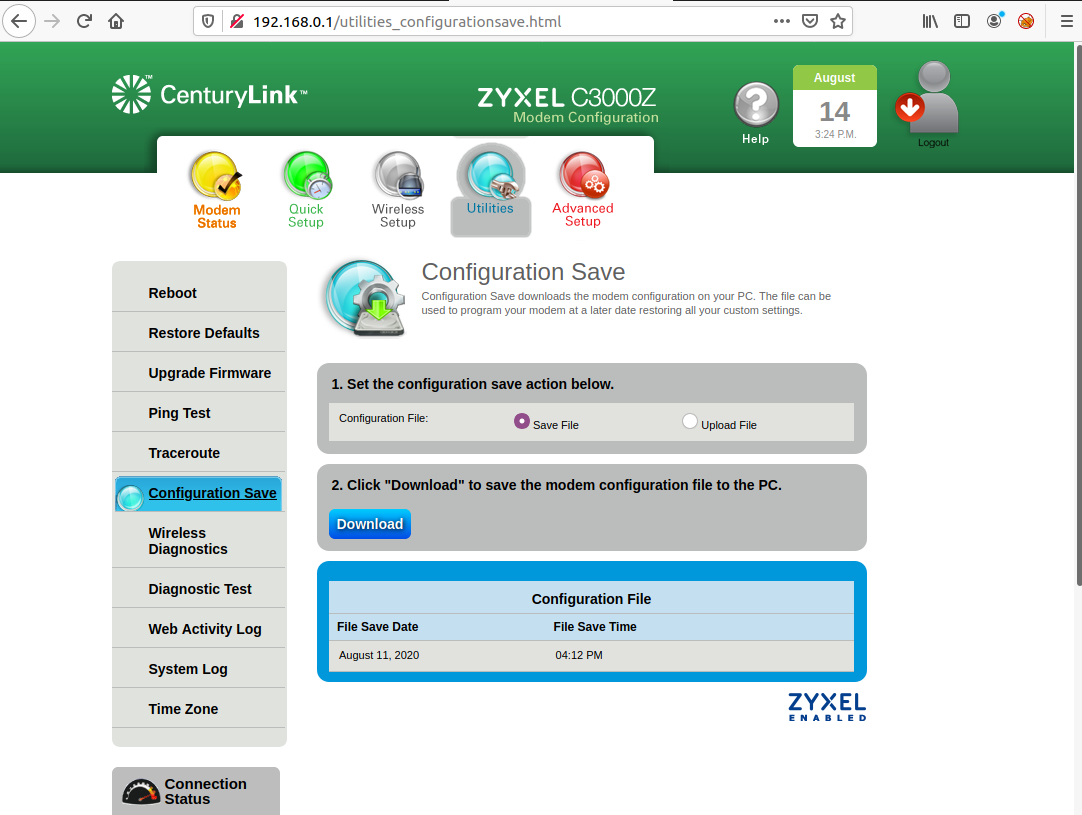 192.168.0.1/utilities_configurationsave.html
CenturyLink™
ZYXEL C3000Z
Modem Configuration
Help
August
14
3:24 P.M.
Logout
Modem
Status
Quick
Setup
Wireless
Setup
Utilities
Advanced
Setup
Reboot
Restore Defaults
Upgrade Firmware
Ping Test
Traceroute
Configuration Save
Wireless
Diagnostics
Diagnostic Test
Web Activity Log
System Log
Time Zone
Connection
Status
Configuration Save
Configuration Save downloads the modem configuration on your PC. The file can be
used to program your modem at a later date restoring all your custom settings.
1. Set the configuration save action below.
Configuration File: Save File Upload File
2. Click "Download" to save the modem configuration file to the PC.
Download
Configuration File
File Save Date File Save Time
August 11, 2020 04:12 PM
ZYXEL
ENABLED